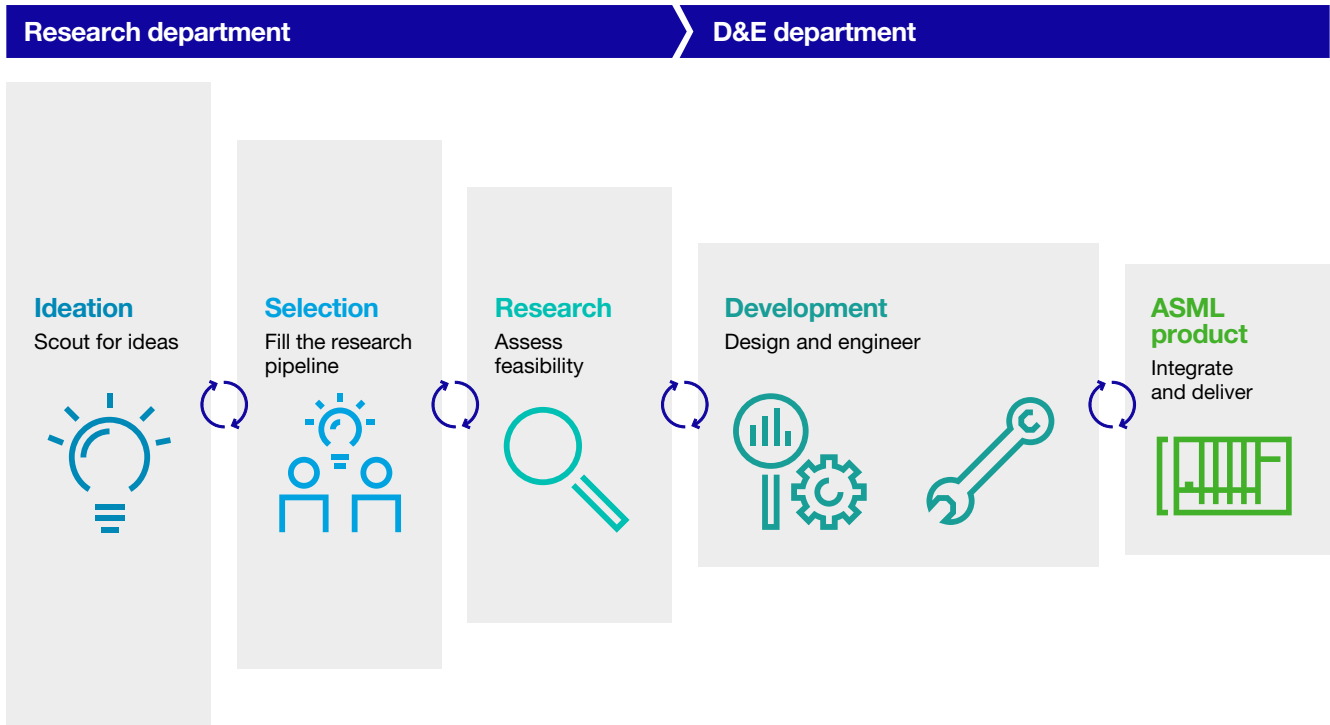 Research department
D&E department
Ideation
Scout for ideas
Selection
Fill the research
pipeline
Research
Assess
feasibility
Development
Design and engineer
ASML
product
Integrate
and deliver